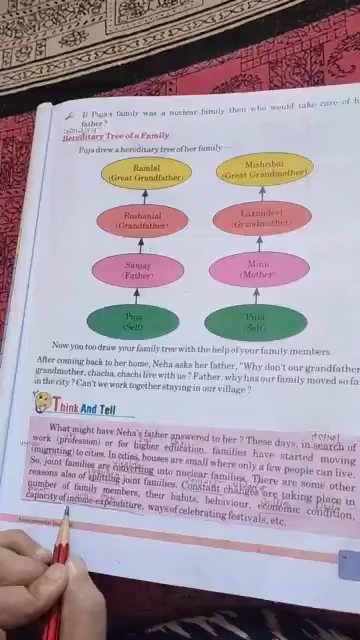 If Puja's family was a nuclear family then who would take care of
father ?
Hereditary Tree of a Family
Puja drew a hereditary tree of her family—
Ramlal
(Great Grandfather)
Mishribai
(Great Grandmother)
Roshanlal
(Grandfather)
Laxmidevi
(Grandmother)
Sanjay
(Father)
Minu
(Mother)
Puja
(Self)
Puja
(Self)
Now you too draw your family tree with the help of your family members.
After coming back to her home, Neha asks her father, "Why don't our grandfather
grandmother, chacha, chachi live with us ? Father, why has our family moved so fa
in the city ? Can't we work together staying in our village ?
Think And Tell
What might have Neha's father answered to her ? These days, in search of
work (profession) or for higher education, families have started moving
(migrating) to cities. In cities, houses are small where only a few people can live.
So, joint families are converting into nuclear families. There are some other
reasons also of splitting joint families. Constant changes are taking place in
number of family members, their habits, behaviour, economic condition,
capacity of income-expenditure, ways of celebrating festivals, etc.